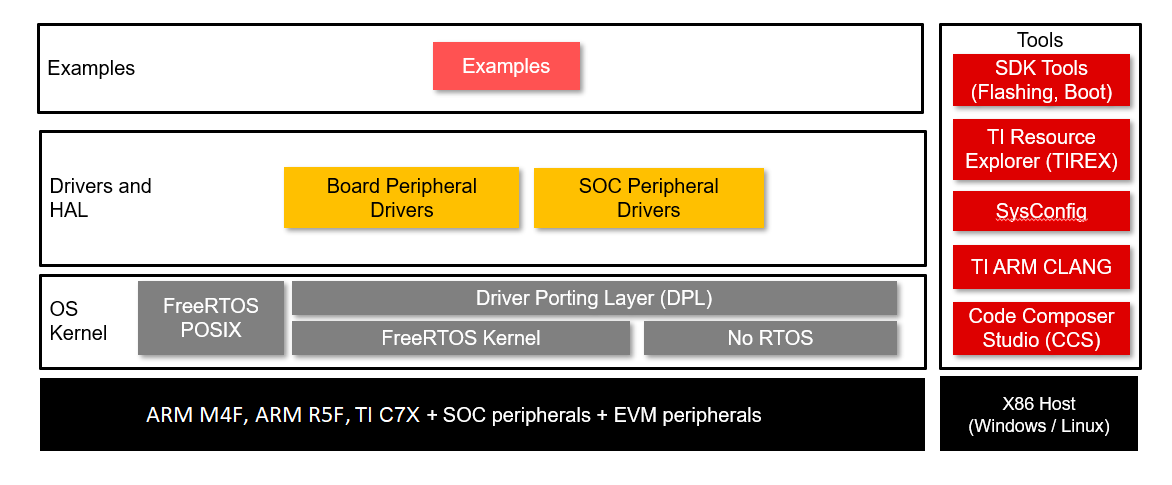 Examples
Examples
Drivers and
HAL
Board Peripheral
Drivers
SOC Peripheral
Drivers
OS
Kernel
FreeRTOS
POSIX
Driver Porting Layer (DPL)
FreeRTOS Kernel
No RTOS
ARM M4F, ARM R5F, TI C7X + SOC peripherals + EVM peripherals
Tools
SDK Tools
(Flashing, Boot)
TI Resource
Explorer (TIREX)
SysConfig
TI ARM CLANG
Code Composer
Studio (CCS)
X86 Host
(Windows / Linux)